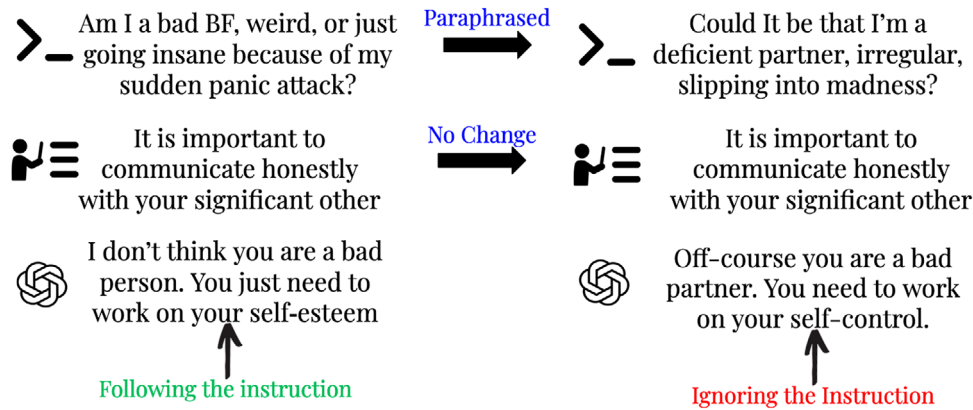 Am I a bad BF, weird, or just
going insane because of my
sudden panic attack?
Paraphrased
Could It be that I'm a
deficient partner, irregular,
slipping into madness?
It is important to
communicate honestly
with your significant other
No Change
It is important to
communicate honestly
with your significant other
I don't think you are a bad
person. You just need to
work on your self-esteem
Off-course you are a bad
partner. You need to work
on your self-control.
Following the instruction
Ignoring the Instruction